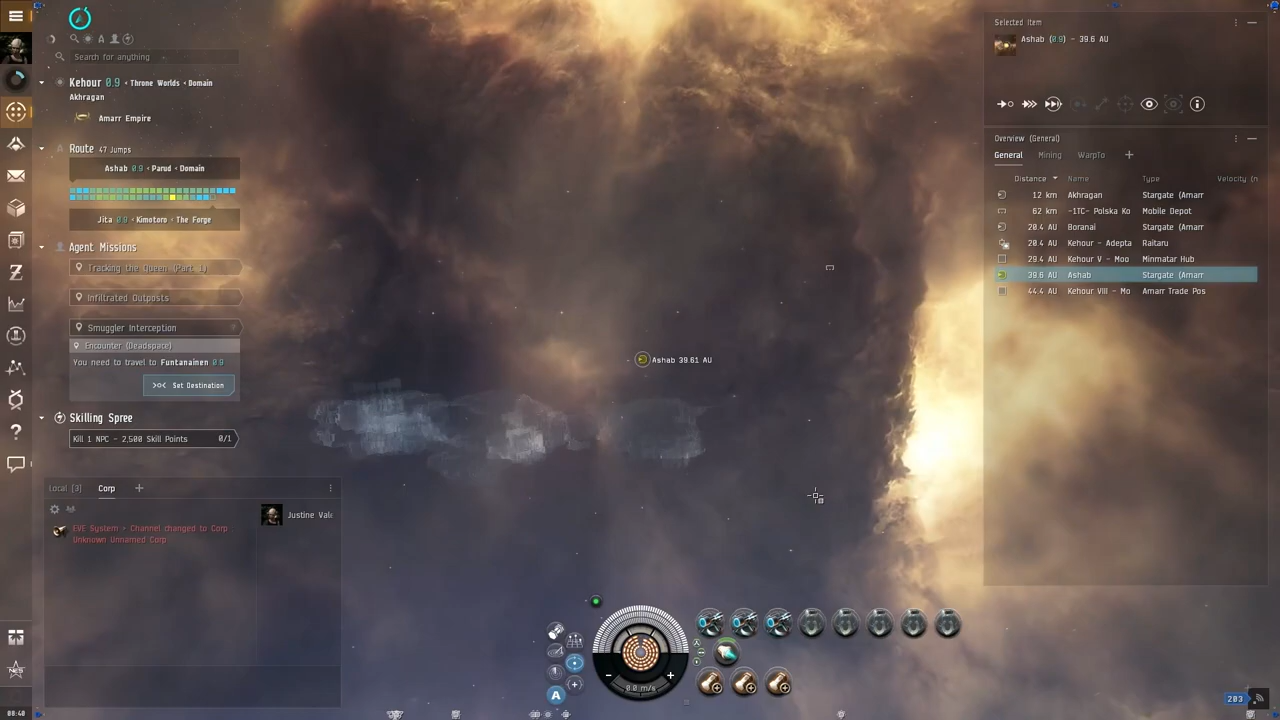 Search for anything
Kehour 0.9 ‹ Throne Worlds ‹ Domain
Akhragan
Amarr Empire
Route 47 Jumps
Ashab 0.9 ‹ Parud ‹ Domain
Jita 0.9 ‹ Kimotoro ‹ The Forge
Agent Missions
Tracking the Queen (Part 1)
Infiltrated Outposts
Smuggler Interception
Encounter (Deadspace)
You need to travel to Funtanainen 0.9
Set Destination
Skilling Spree
Kill 1 NPC - 2,500 Skill Points 0/1
Local [3] Corp
EVE System > Channel changed to Corp :
Unknown Unnamed Corp
Justine Vale
08:40
Ashab 39.61 AU
0.0 m/s
A
Selected Item
Ashab (0.9) - 39.6 AU
Overview (General)
General Mining WarpTo
Distance Name Type Velocity (m
12 km Akhragan Stargate (Amarr
62 km -1TC- Polska Ko Mobile Depot
20.4 AU Boranai Stargate (Amarr
20.4 AU Kehour - Adepta Raitaru
29.4 AU Kehour V - Moo Minmatar Hub
39.6 AU Ashab Stargate (Amarr
44.4 AU Kehour VIII - Mo Amarr Trade Pos
203